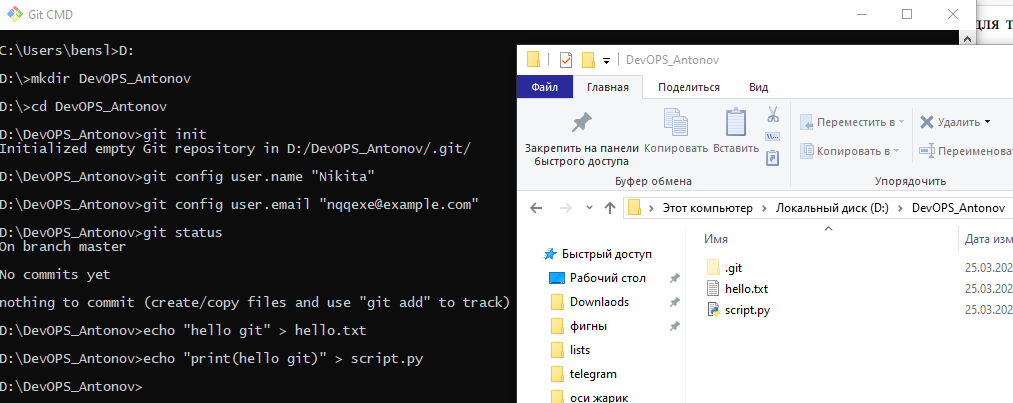 Git CMD
для т
C:\Users\bensl>D:
D:\>mkdir DevOPS_Antonov
D:\>cd DevOPS_Antonov
D:\DevOPS_Antonov>git init
Initialized empty Git repository in D:/DevOPS_Antonov/.git/
D:\DevOPS_Antonov>git config user.name "Nikita"
D:\DevOPS_Antonov>git config user.email "nqqexe@example.com"
D:\DevOPS_Antonov>git status
On branch master
No commits yet
nothing to commit (create/copy files and use "git add" to track)
D:\DevOPS_Antonov>echo "hello git" > hello.txt
D:\DevOPS_Antonov>echo "print(hello git)" > script.py
D:\DevOPS_Antonov>
DevOPS_Antonov
Файл Главная Поделиться Вид
Закрепить на панели быстрого доступа
Копировать
Вставить
Буфер обмена
Переместить в
Копировать в
Удалить
Переименоват
Упорядочить
Этот компьютер > Локальный диск (D:) > DevOPS_Antonov
Быстрый доступ
Рабочий стол
Downlaods
фигны
lists
telegram
оси жарик
Имя Дата изм
.git 25.03.202
hello.txt 25.03.202
script.py 25.03.202